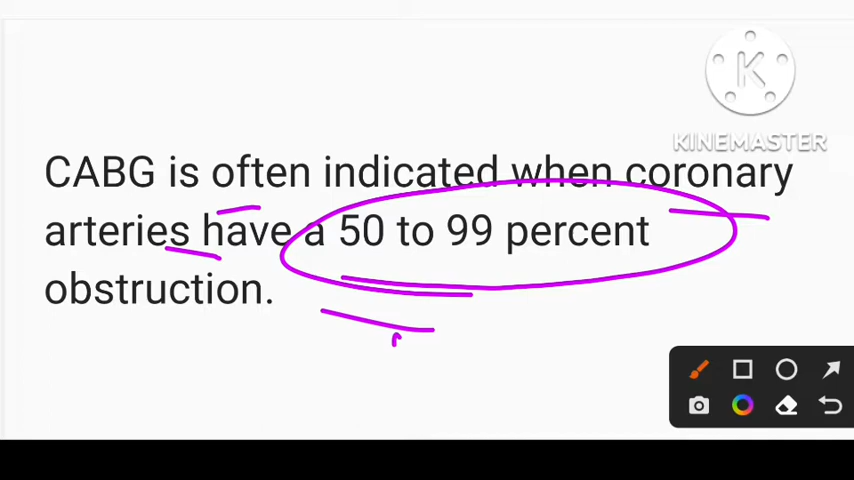 KINEMASTER
CABG is often indicated when coronary
arteries have a 50 to 99 percent
obstruction.